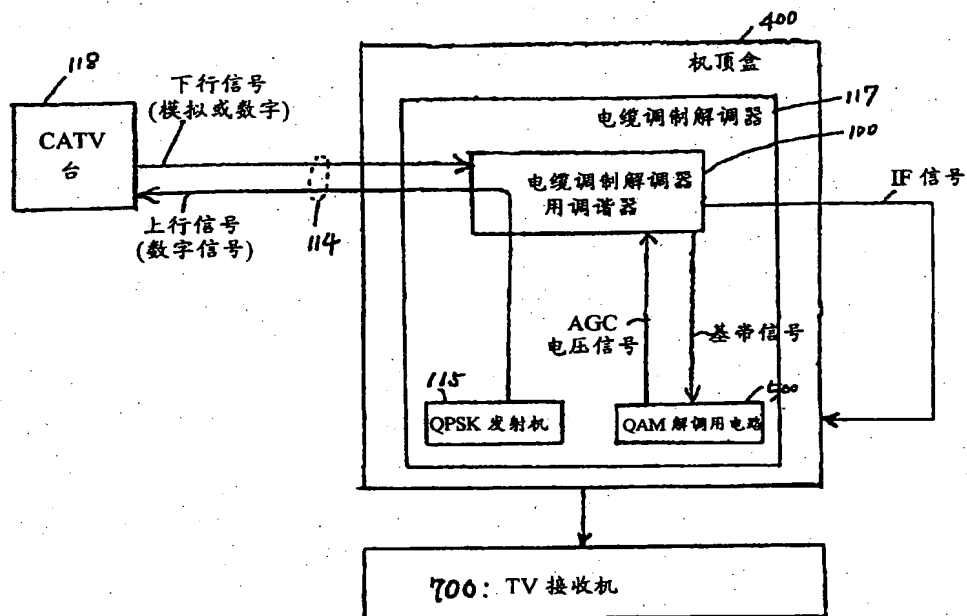 400
机顶盒
118
CATV
台
下行信号
(模拟或数字)
上行信号
(数字信号)
114
117
电缆调制解调器
100
电缆调制解调器
用调谐器
IF 信号
AGC
电压信号
基带信号
115
QPSK 发射机
500
QAM 解调用电路
700: TV 接收机